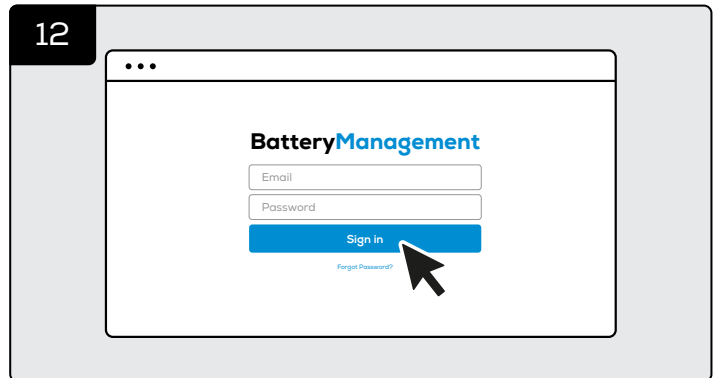 12
BatteryManagement
Email
Password
Sign in
Forgot Password?